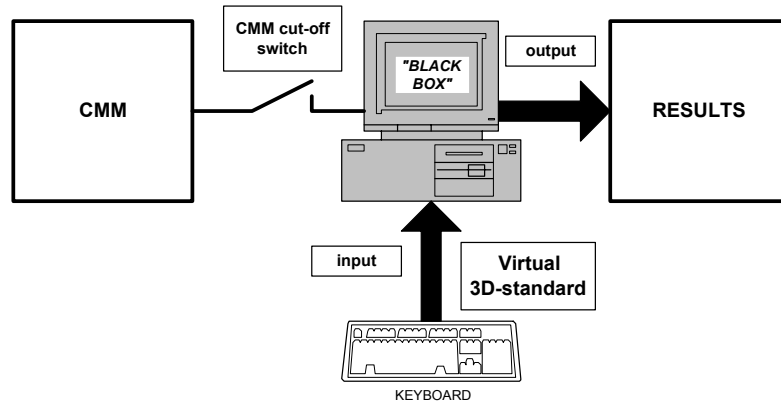 CMM
CMM cut-off
switch
"BLACK
BOX"
output
RESULTS
input
Virtual
3D-standard
KEYBOARD